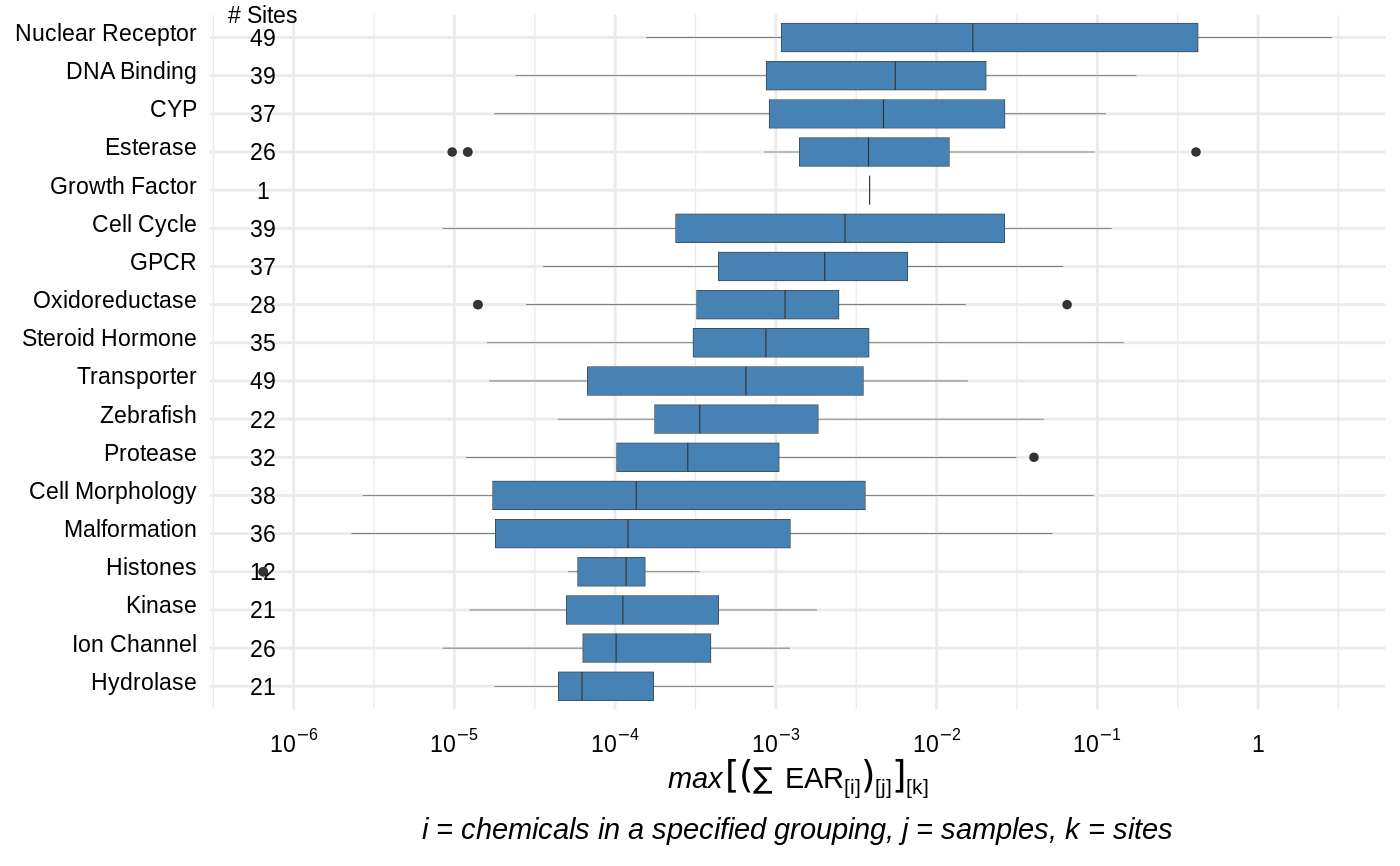 # Sites
Nuclear Receptor 49
DNA Binding 39
CYP 37
Esterase 26
Growth Factor 1
Cell Cycle 39
GPCR 37
Oxidoreductase 28
Steroid Hormone 35
Transporter 49
Zebrafish 22
Protease 32
Cell Morphology 38
Malformation 36
Histones 12
Kinase 21
Ion Channel 26
Hydrolase 21
10⁻⁶ 10⁻⁵ 10⁻⁴ 10⁻³ 10⁻² 10⁻¹ 1
max[(∑ EAR[i])[j]][k]
i = chemicals in a specified grouping, j = samples, k = sites